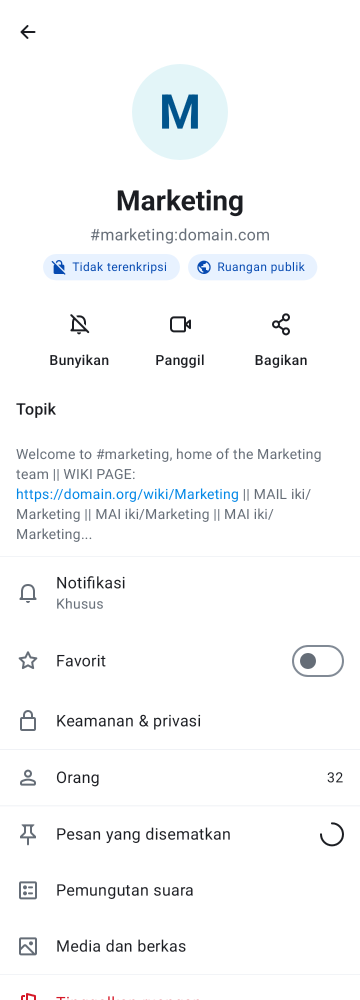 M
Marketing
#marketing:domain.com
Tidak terenkripsi
Ruangan publik
Bunyikan
Panggil
Bagikan
Topik
Welcome to #marketing, home of the Marketing
team || WIKI PAGE:
https://domain.org/wiki/Marketing || MAIL iki/
Marketing || MAI iki/Marketing || MAI iki/
Marketing...
Notifikasi
Khusus
Favorit
Keamanan & privasi
Orang
32
Pesan yang disematkan
Pemungutan suara
Media dan berkas